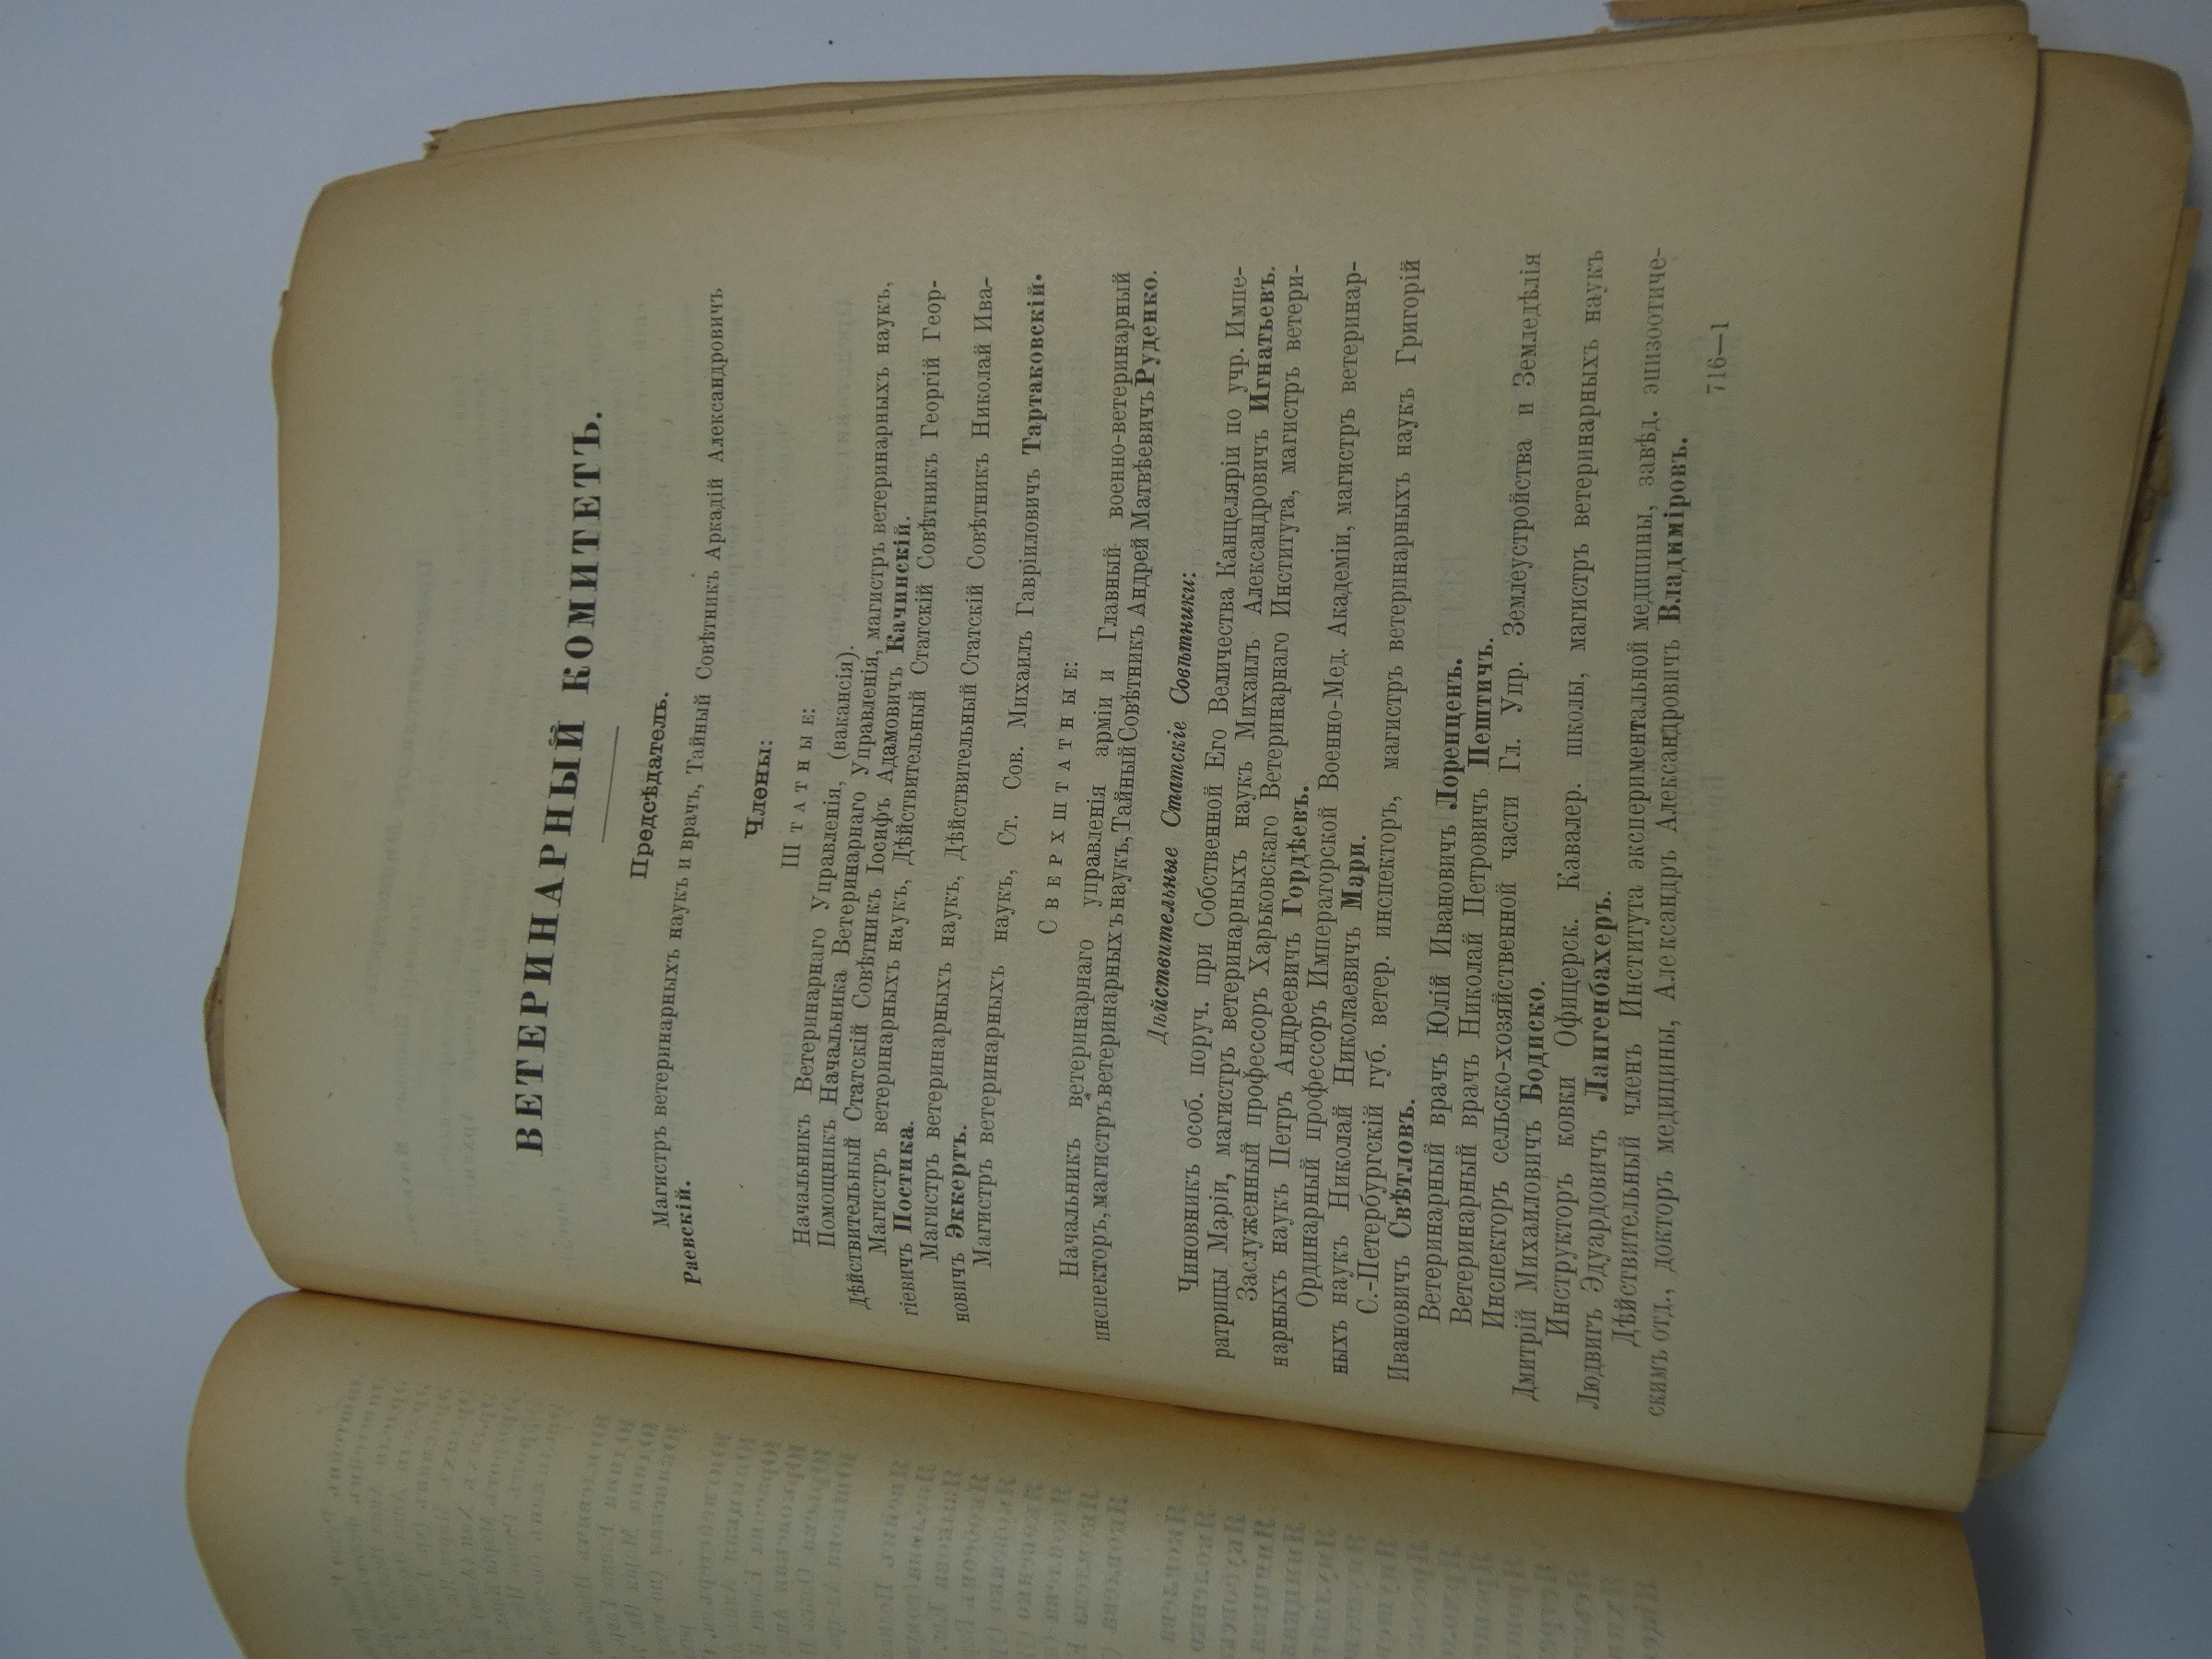 ВЕТЕРИНАРНЫЙ КОМИТЕТЪ.
Предсѣдатель.
Магистръ ветеринарныхъ наукъ и врачъ, Тайный Совѣтникъ Аркадій Александровичъ
Раевскій.
Члены:
Штатные:
Начальникъ Ветеринарнаго Управленія, (вакансія).
Помощникъ Начальника Ветеринарнаго Управленія, магистръ ветеринарныхъ наукъ,
Дѣйствительный Статскій Совѣтникъ Іосифъ Адамовичъ Качинскій.
Магистръ ветеринарныхъ наукъ, Дѣйствительный Статскій Совѣтникъ Георгій Геор-
гіевичъ Постика.
Магистръ ветеринарныхъ наукъ, Дѣйствительный Статскій Совѣтникъ Николай Ива-
новичъ Эккертъ.
Магистръ ветеринарныхъ наукъ, Ст. Сов. Михаилъ Гавріиловичъ Тартаковскій.
Сверхштатные:
Начальникъ ветеринарнаго управленія арміи и Главный военно-ветеринарный
инспекторъ, магистръ ветеринарныхъ наукъ, Тайный Совѣтникъ Андрей Матвѣевичъ Руденко.
Дѣйствительные Статскіе Совѣтники:
Чиновникъ особ. поруч. при Собственной Его Величества Канцеляріи по учр. Импе-
ратрицы Маріи, магистръ ветеринарныхъ наукъ Михаилъ Александровичъ Игнатьевъ.
Заслуженный профессоръ Харьковскаго Ветеринарнаго Института, магистръ ветери-
нарныхъ наукъ Петръ Андреевичъ Гордѣевъ.
Ординарный профессоръ Императорской Военно-Мед. Академіи, магистръ ветеринар-
ныхъ наукъ Николай Николаевичъ Мари.
С.-Петербургскій губ. ветер. инспекторъ, магистръ ветеринарныхъ наукъ Григорій
Ивановичъ Свѣтловъ.
Ветеринарный врачъ Юлій Ивановичъ Лоренценъ.
Ветеринарный врачъ Николай Петровичъ Пештичъ.
Инспекторъ сельско-хозяйственной части Гл. Упр. Землеустройства и Земледѣлія
Дмитрій Михаиловичъ Бодиско.
Инструкторъ ковки Офицерск. Кавалер. школы, магистръ ветеринарныхъ наукъ
Людвигъ Эдуардовичъ Лангенбахеръ.
Дѣйствительный членъ Института экспериментальной медицины, завѣд. эпизоотиче-
скимъ отд., докторъ медицины, Александръ Александровичъ Владиміровъ.
716—1